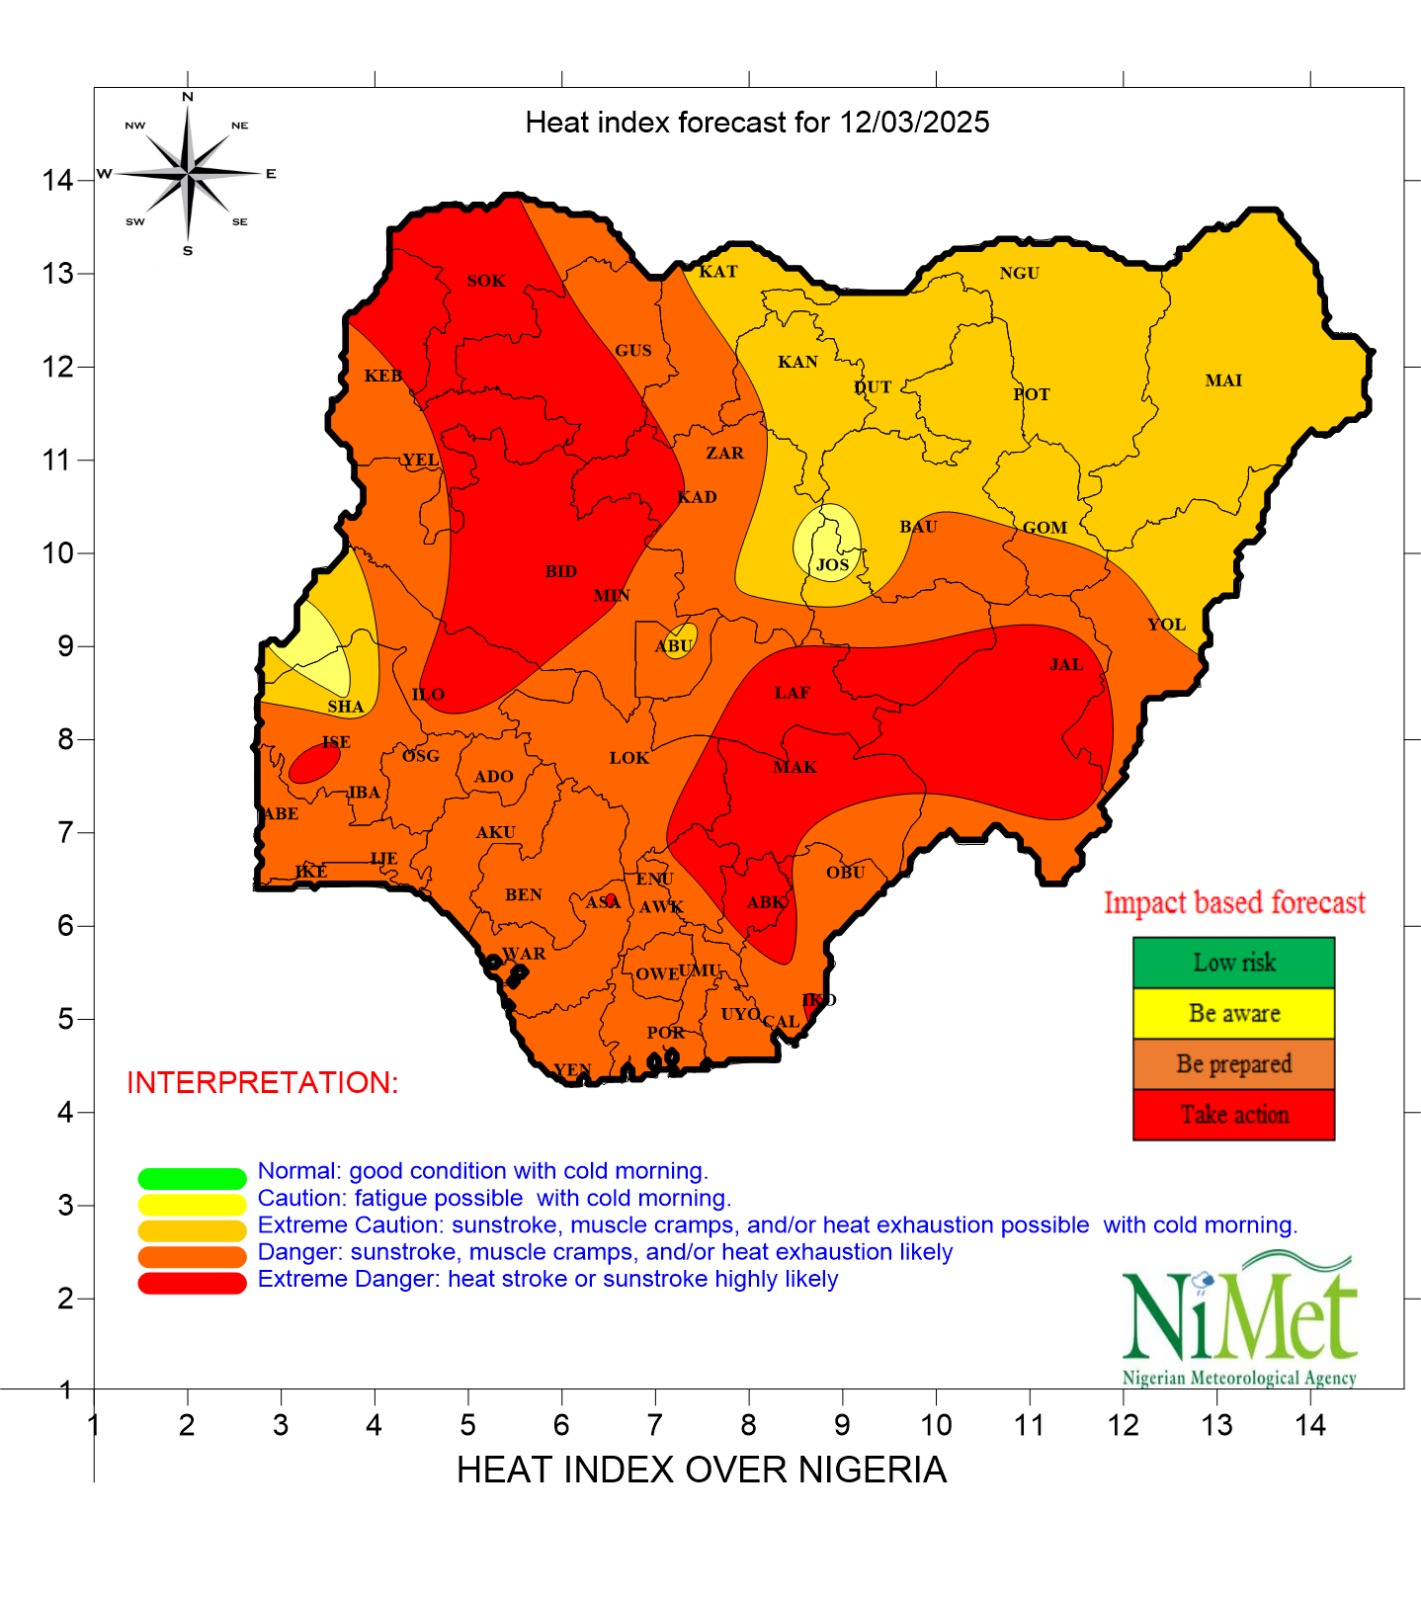 N
NW NE
W E
SW SE
S
Heat index forecast for 12/03/2025
14
13
12
11
10
9
8
7
6
5
4
3
2
1
KAT
NGU
SOK
GUS
KAN
KEB
DUT
MAI
POT
ZAR
YEL
KAD
BAU
GOM
JOS
BID
MIN
YOL
ABU
JAL
ILO
LAF
SHA
ISE
OSG
LOK
MAK
ADO
IBA
ABE
AKU
IJE
IKE
OBU
ENU
BEN
ASA
AWK
ABK
WAR
OWE
UMU
IKO
UYO
CAL
POR
YEN
Impact based forecast
Low risk
Be aware
Be prepared
Take action
INTERPRETATION:
Normal: good condition with cold morning.
Caution: fatigue possible  with cold morning.
Extreme Caution: sunstroke, muscle cramps, and/or heat exhaustion possible  with cold morning.
Danger: sunstroke, muscle cramps, and/or heat exhaustion likely
Extreme Danger: heat stroke or sunstroke highly likely
NiMet
Nigerian Meteorological Agency
1 2 3 4 5 6 7 8 9 10 11 12 13 14
HEAT INDEX OVER NIGERIA